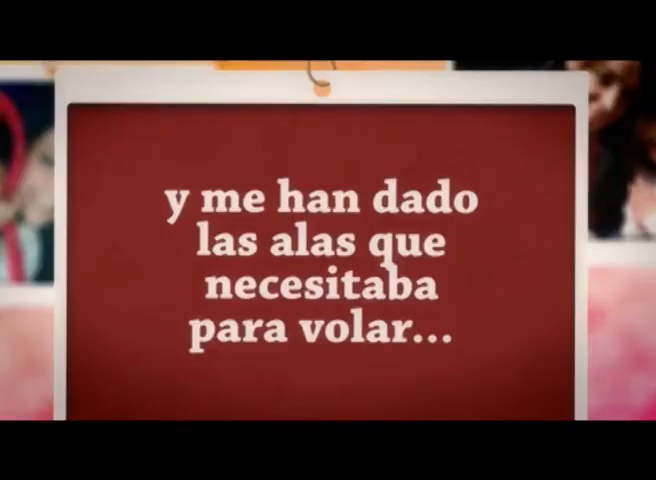 y me han dado
las alas que
necesitaba
para volar...